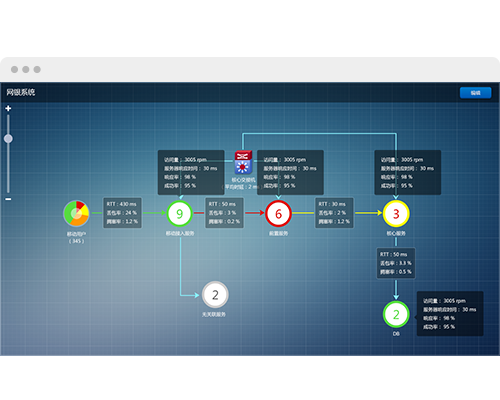 网银系统
编辑
访问量： 3005 rpm
服务器响应时间： 30 ms
响应率： 98 %
成功率： 95 %
核心交换机
平均时延：2 ms
访问量： 3005 rpm
服务器响应时间： 30 ms
响应率： 98 %
成功率： 95 %
访问量： 3005 rpm
服务器响应时间： 30 ms
响应率： 98 %
成功率： 95 %
移动用户
( 345 )
RTT： 430 ms
丢包率： 24 %
拥塞率： 1.2 %
9
移动接入服务
RTT： 50 ms
丢包率： 3 %
拥塞率： 0.2 %
6
前置服务
RTT： 30 ms
丢包率： 2 %
拥塞率： 1.2 %
3
核心服务
RTT： 50 ms
丢包率： 3.3 %
拥塞率： 0.5 %
2
无关联服务
2
DB
访问量： 3005 rpm
服务器响应时间： 30 ms
响应率： 98 %
成功率： 95 %